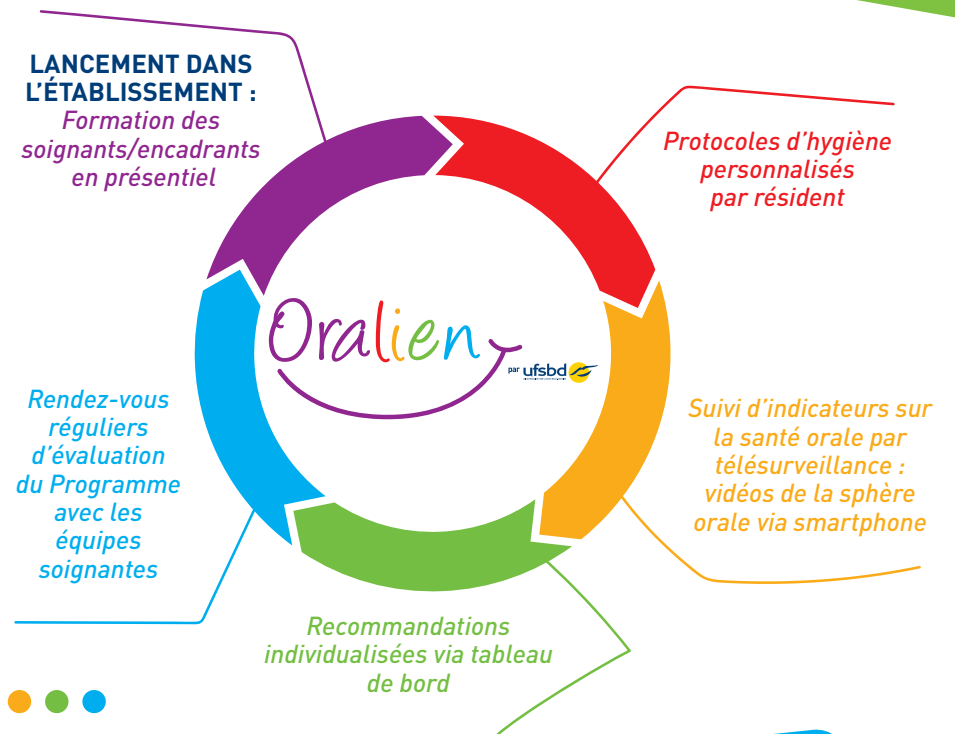 LANCEMENT DANS
L'ÉTABLISSEMENT :
Formation des
soignants/encadrants
en présentiel
Protocoles d'hygiène
personnalisés
par résident
Oralien
par ufsbd
Suivi d'indicateurs sur
la santé orale par
télésurveillance :
vidéos de la sphère
orale via smartphone
Rendez-vous
réguliers
d'évaluation
du Programme
avec les
équipes
soignantes
Recommandations
individualisées via tableau
de bord